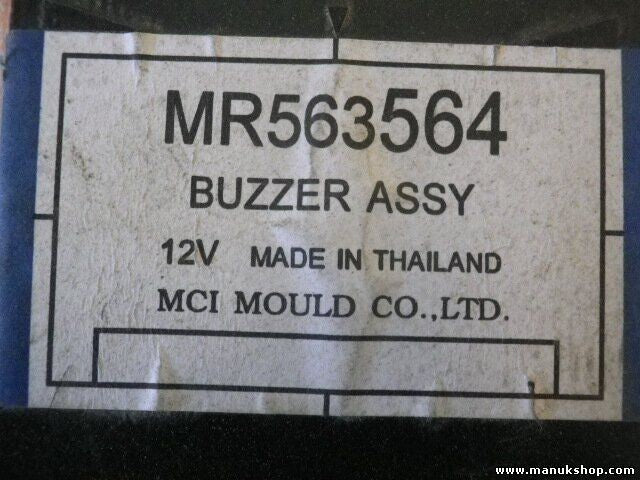 MR563564
BUZZER ASSY
12V MADE IN THAILAND
MCI MOULD CO.,LTD.
www.manukshop.com